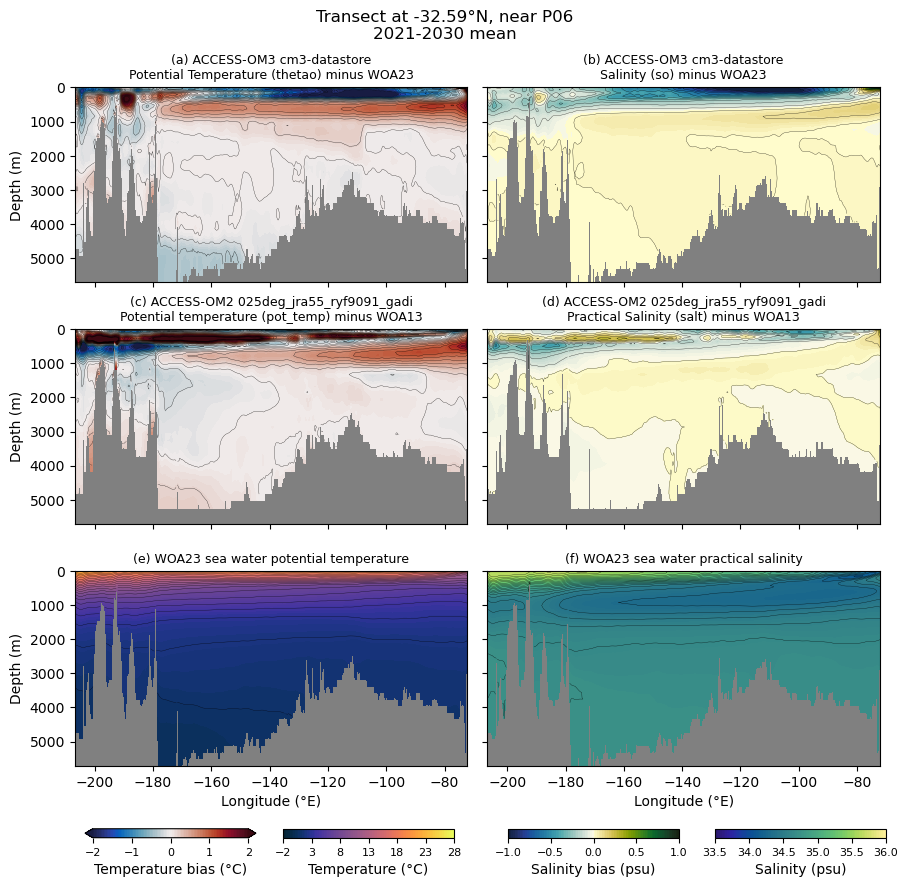 Transect at -32.59°N, near P06
2021-2030 mean
(a) ACCESS-OM3 cm3-datastore
Potential Temperature (thetao) minus WOA23
(b) ACCESS-OM3 cm3-datastore
Salinity (so) minus WOA23
0
1000
2000
3000
4000
5000
Depth (m)
(c) ACCESS-OM2 025deg_jra55_ryf9091_gadi
Potential temperature (pot_temp) minus WOA13
(d) ACCESS-OM2 025deg_jra55_ryf9091_gadi
Practical Salinity (salt) minus WOA13
0
1000
2000
3000
4000
5000
Depth (m)
(e) WOA23 sea water potential temperature
(f) WOA23 sea water practical salinity
0
1000
2000
3000
4000
5000
Depth (m)
−200 −180 −160 −140 −120 −100 −80
Longitude (°E)
−200 −180 −160 −140 −120 −100 −80
Longitude (°E)
−2 −1 0 1 2
Temperature bias (°C)
−2 3 8 13 18 23 28
Temperature (°C)
−1.0 −0.5 0.0 0.5 1.0
Salinity bias (psu)
33.5 34.0 34.5 35.0 35.5 36.0
Salinity (psu)